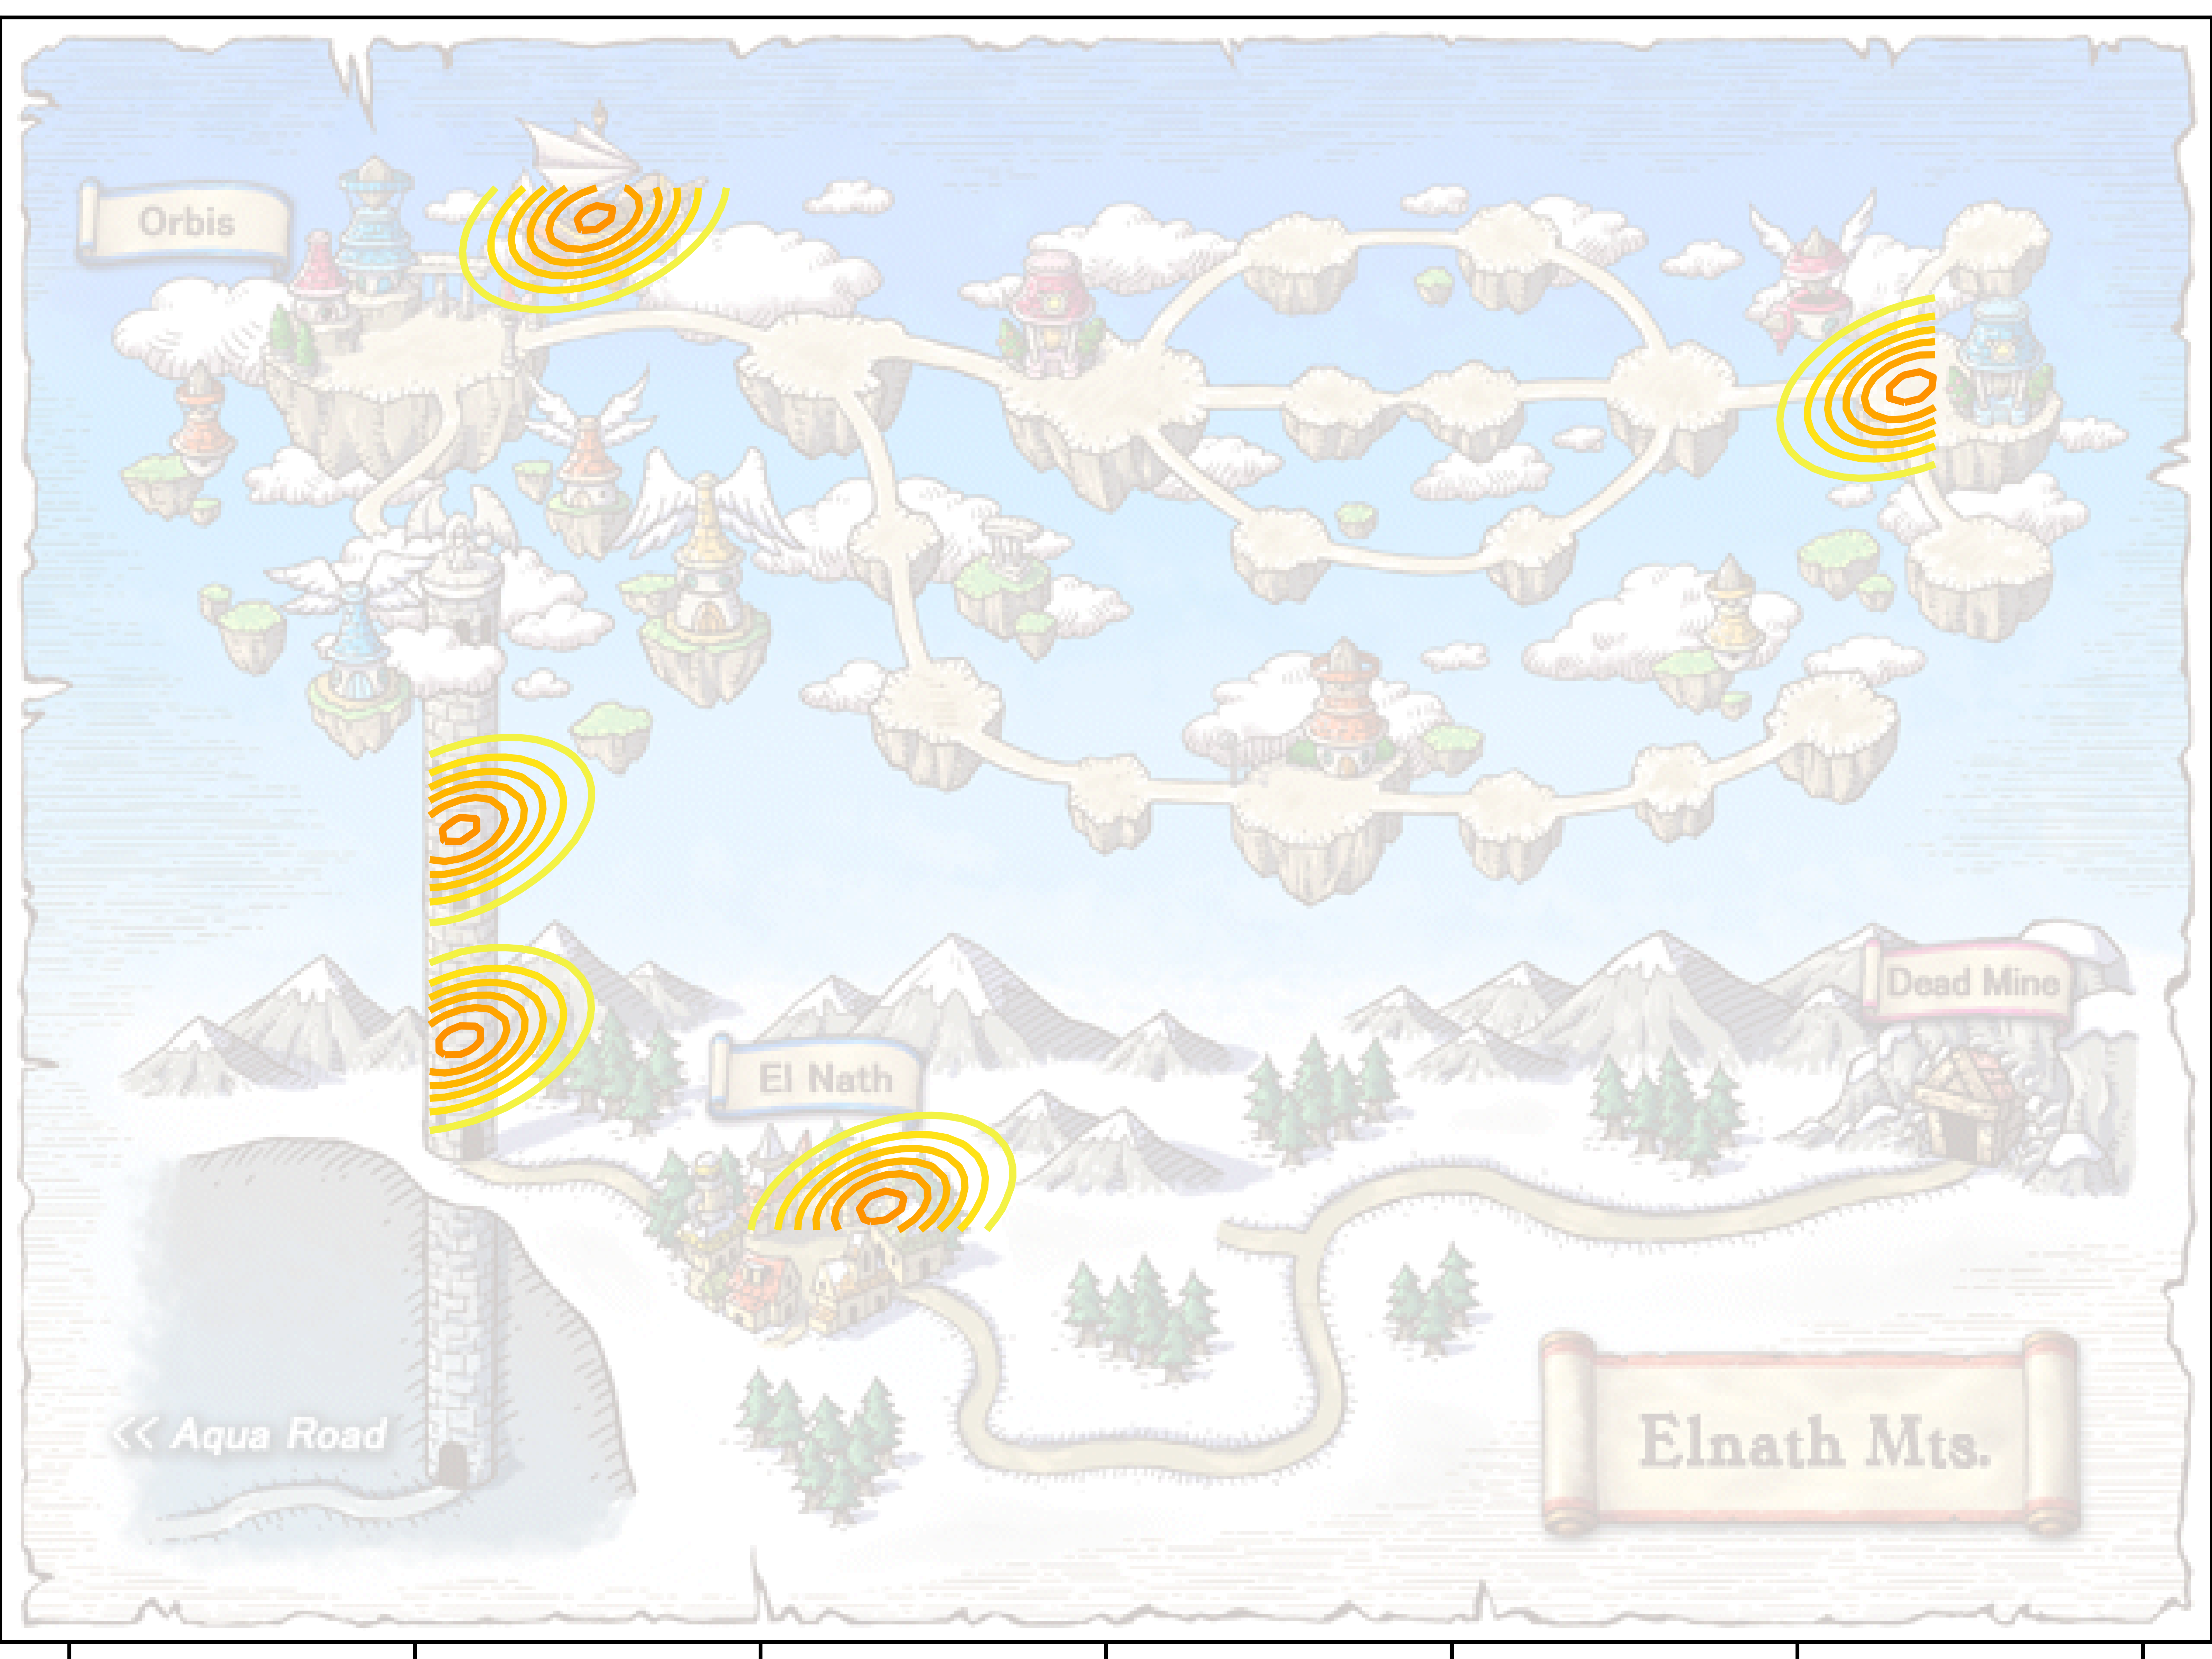 Orbis
Dead Mine
El Nath
<< Aqua Road
Elnath Mts.